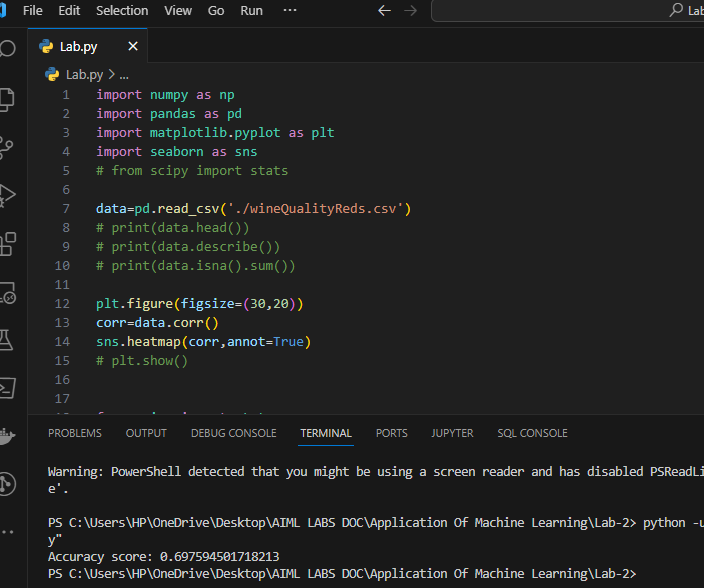 File Edit Selection View Go Run ··· Lab
Lab.py
Lab.py > ...
1 import numpy as np
2 import pandas as pd
3 import matplotlib.pyplot as plt
4 import seaborn as sns
5 # from scipy import stats
6
7 data=pd.read_csv('./wineQualityReds.csv')
8 # print(data.head())
9 # print(data.describe())
10 # print(data.isna().sum())
11
12 plt.figure(figsize=(30,20))
13 corr=data.corr()
14 sns.heatmap(corr,annot=True)
15 # plt.show()
16
17
PROBLEMS OUTPUT DEBUG CONSOLE TERMINAL PORTS JUPYTER SQL CONSOLE
Warning: PowerShell detected that you might be using a screen reader and has disabled PSReadLi
e'.
PS C:\Users\HP\OneDrive\Desktop\AIML LABS DOC\Application Of Machine Learning\Lab-2> python -u
y"
Accuracy score: 0.697594501718213
PS C:\Users\HP\OneDrive\Desktop\AIML LABS DOC\Application Of Machine Learning\Lab-2>